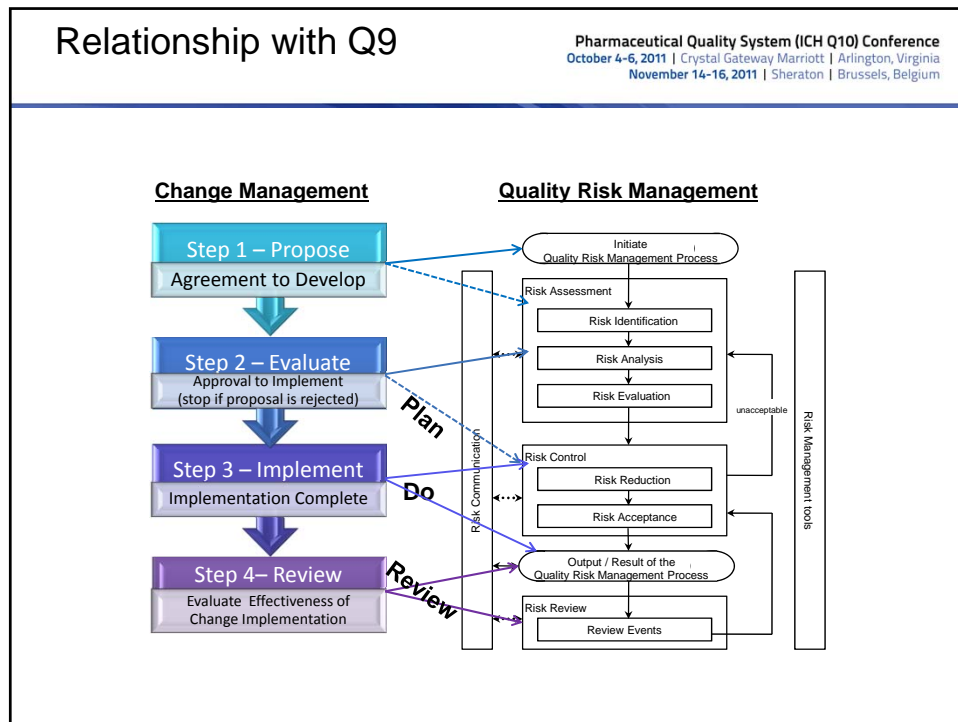 Relationship with Q9
Pharmaceutical Quality System (ICH Q10) Conference
October 4-6, 2011 | Crystal Gateway Marriott | Arlington, Virginia
November 14-16, 2011 | Sheraton | Brussels, Belgium
Change Management
Step 1 – Propose
Agreement to Develop
Step 2 – Evaluate
Approval to Implement
(stop if proposal is rejected)
Step 3 – Implement
Implementation Complete
Step 4– Review
Evaluate Effectiveness of
Change Implementation
Plan
Do
Review
Quality Risk Management
Initiate
Quality Risk Management Process
Risk Assessment
Risk Identification
Risk Analysis
Risk Evaluation
unacceptable
Risk Control
Risk Reduction
Risk Acceptance
Output / Result of the
Quality Risk Management Process
Risk Review
Review Events
Risk Communication
Risk Management tools